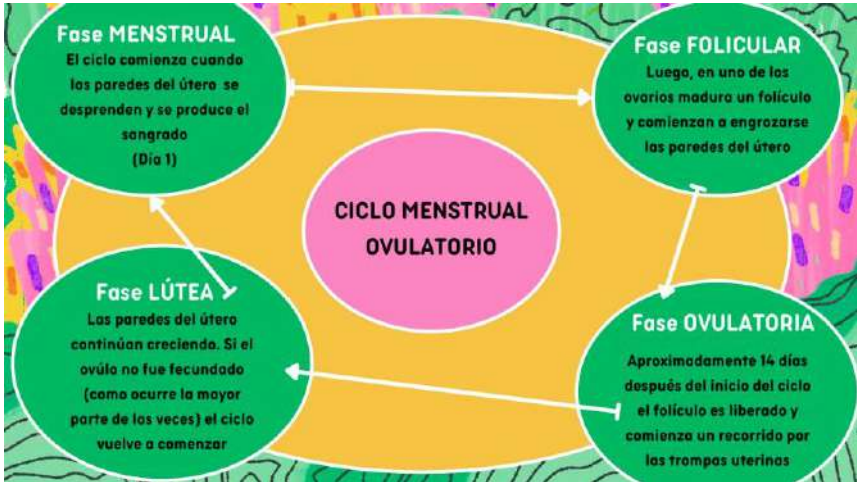 Fase MENSTRUAL
El ciclo comienza cuando
las paredes del útero se
desprenden y se produce el
sangrado
(Día 1)
Fase FOLICULAR
Luego, en uno de los
ovarios madura un folículo
y comienzan a engrozarse
las paredes del útero
CICLO MENSTRUAL
OVULATORIO
Fase OVULATORIA
Aproximadamente 14 días
después del inicio del ciclo
el folículo es liberado y
comienza un recorrido por
las trompas uterinas
Fase LÚTEA
Las paredes del útero
continúan creciendo. Si el
ovúlo no fue fecundado
(como ocurre la mayor
parte de las veces) el ciclo
vuelve a comenzar